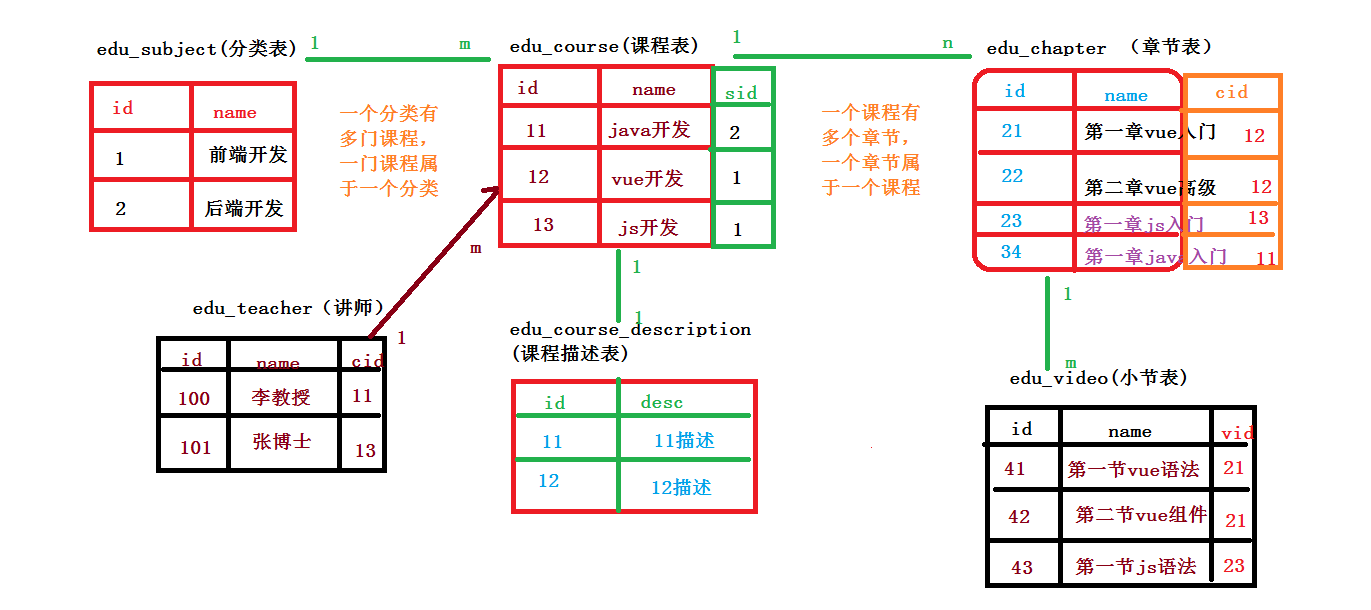 edu_subject(分类表)
1
m
id name
1 前端开发
2 后端开发
一个分类有
多门课程，
一门课程属
于一个分类
edu_course(课程表)
id name sid
11 java开发 2
12 vue开发 1
13 js开发 1
1
n
一个课程有
多个章节，
一个章节属
于一个课程
edu_chapter （章节表）
id name cid
21 第一章vue入门 12
22 第二章vue高级 12
23 第一章js入门 13
34 第一章java入门 11
m
1
edu_teacher（讲师）
id name cid
100 李教授 11
101 张博士 13
1
1
edu_course_description
(课程描述表)
id desc
11 11描述
12 12描述
1
m
edu_video(小节表)
id name vid
41 第一节vue语法 21
42 第二节vue组件 21
43 第一节js语法 23